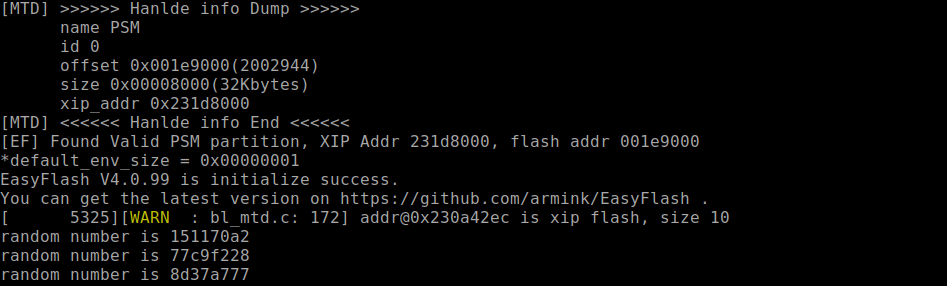 [MTD] >>>>>> Hanlde info Dump >>>>>>
name PSM
id 0
offset 0x001e9000(2002944)
size 0x00008000(32Kbytes)
xip_addr 0x231d8000
[MTD] <<<<<< Hanlde info End <<<<<<
[EF] Found Valid PSM partition, XIP Addr 231d8000, flash addr 001e9000
*default_env_size = 0x00000001
EasyFlash V4.0.99 is initialize success.
You can get the latest version on https://github.com/armink/EasyFlash .
[      5325][WARN  : bl_mtd.c: 172] addr@0x230a42ec is xip flash, size 10
random number is 151170a2
random number is 77c9f228
random number is 8d37a777